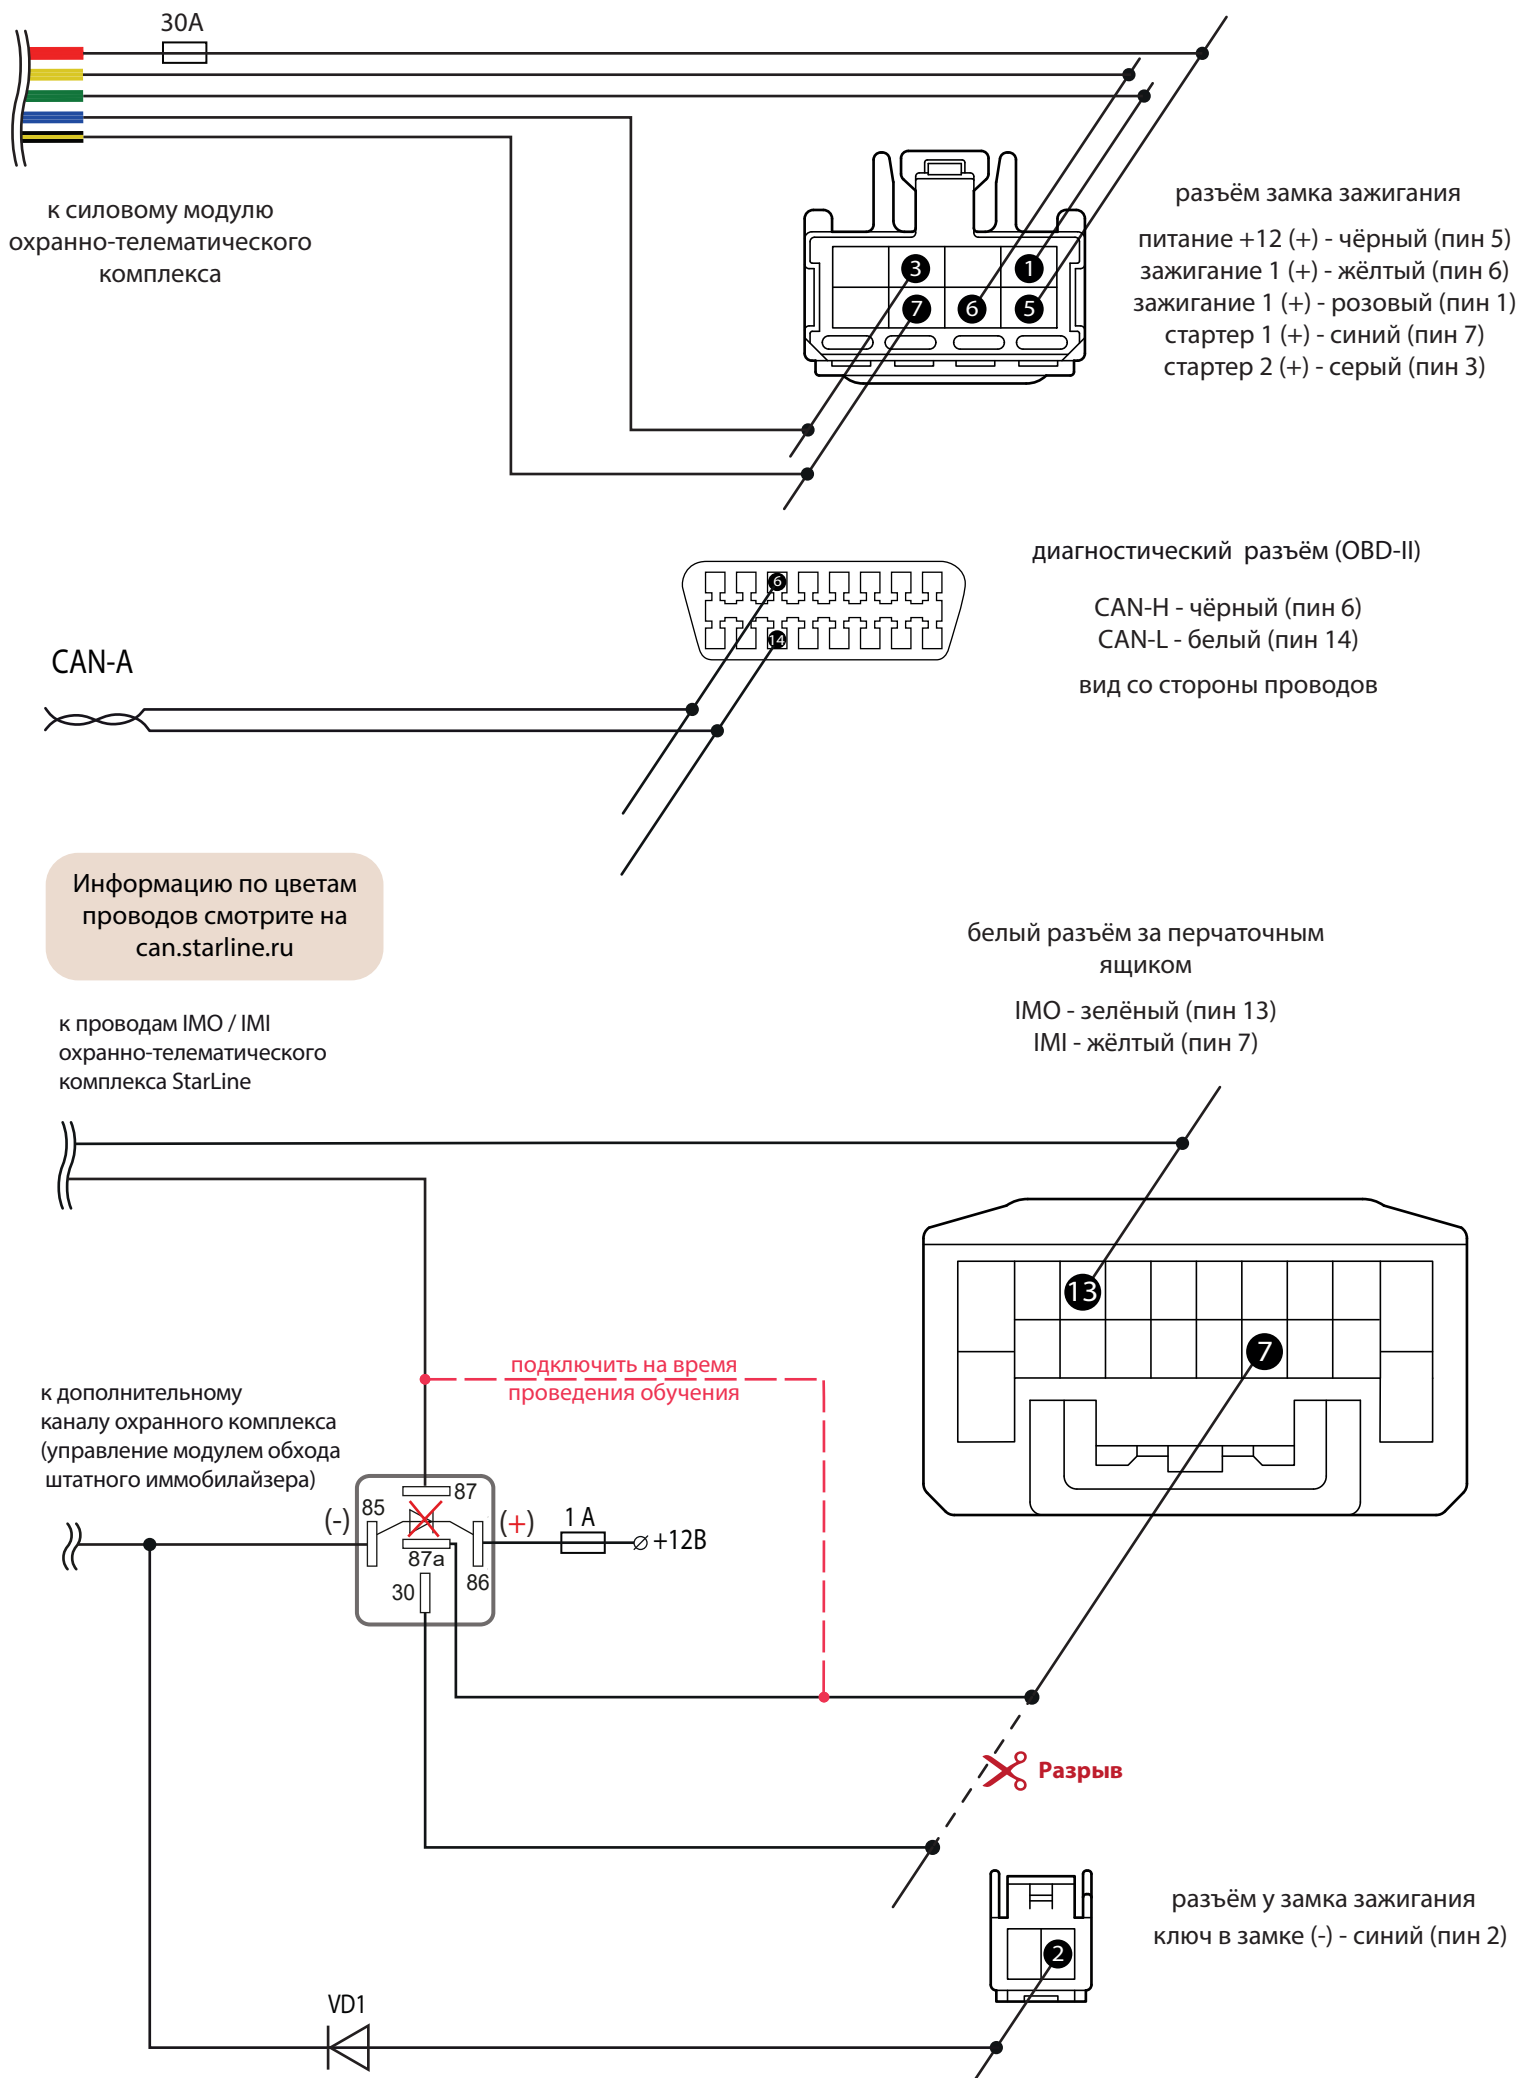 30A
к силовому модулю
охранно-телематического
комплекса
разъём замка зажигания
питание +12 (+) - чёрный (пин 5)
зажигание 1 (+) - жёлтый (пин 6)
зажигание 1 (+) - розовый (пин 1)
стартер 1 (+) - синий (пин 7)
стартер 2 (+) - серый (пин 3)
3
1
7
6
5
диагностический разъём (OBD-II)
CAN-H - чёрный (пин 6)
CAN-L - белый (пин 14)
вид со стороны проводов
6
14
CAN-A
Информацию по цветам
проводов смотрите на
can.starline.ru
белый разъём за перчаточным
ящиком
IMO - зелёный (пин 13)
IMI - жёлтый (пин 7)
к проводам IMO / IMI
охранно-телематического
комплекса StarLine
13
7
подключить на время
проведения обучения
к дополнительному
каналу охранного комплекса
(управление модулем обхода
штатного иммобилайзера)
(-)
85
87
(+)
1 A
+12В
87a
86
30
Разрыв
разъём у замка зажигания
ключ в замке (-) - синий (пин 2)
2
VD1